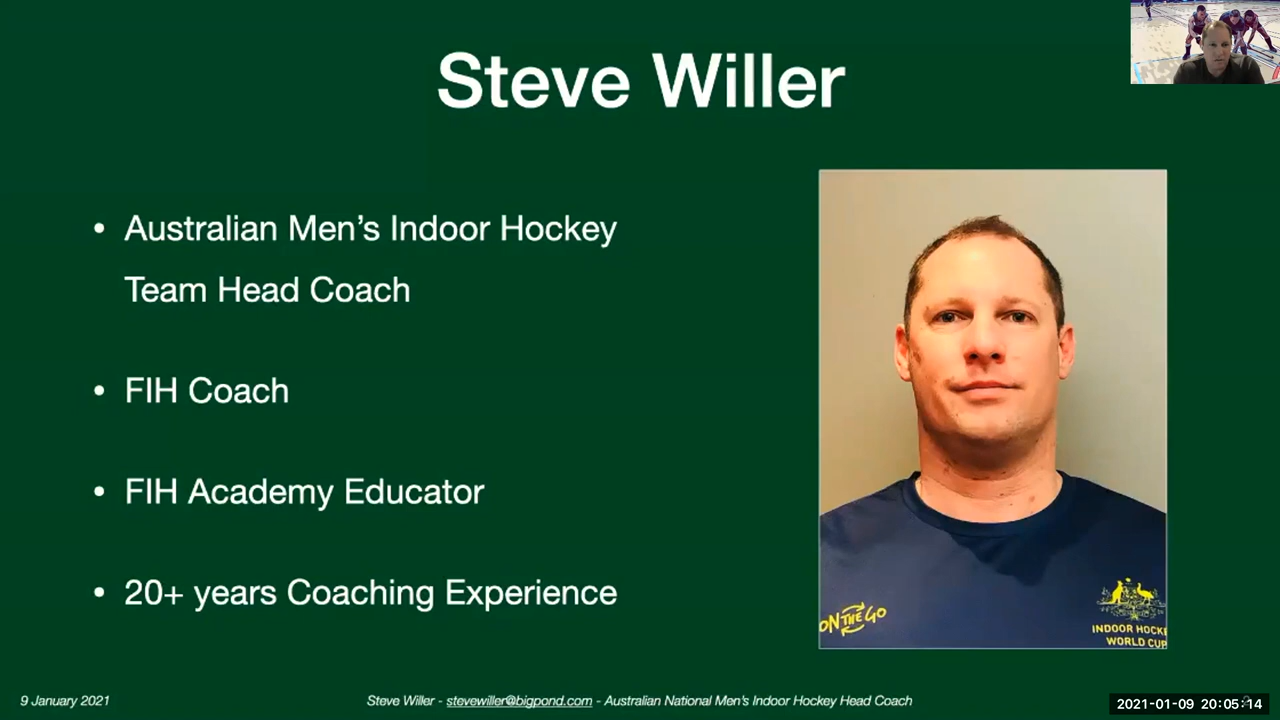 Steve Willer
• Australian Men's Indoor Hockey
Team Head Coach
• FIH Coach
• FIH Academy Educator
• 20+ years Coaching Experience
ON THE GO
INDOOR HOCKE
WORLD CUP
9 January 2021
Steve Willer - stevewiller@bigpond.com - Australian National Men's Indoor Hockey Head Coach
2021-01-09 20:05:14